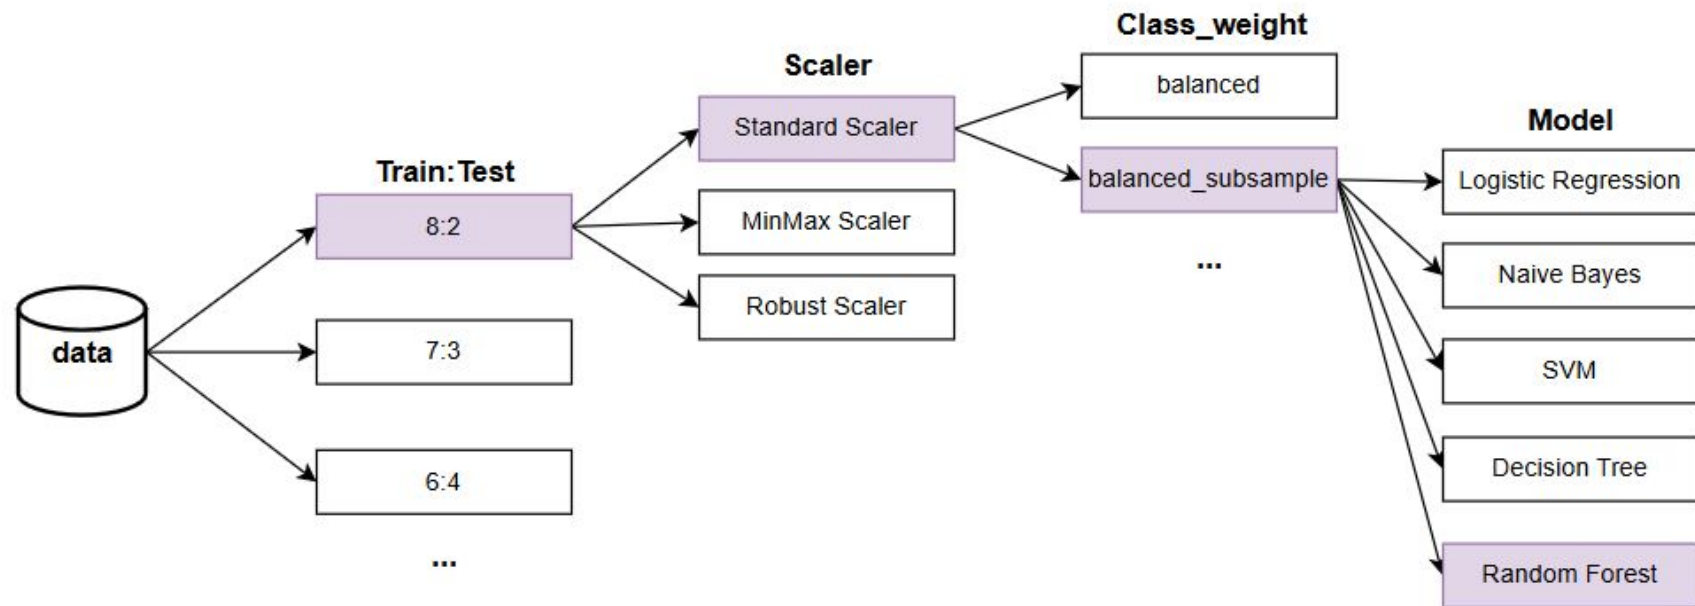 data
Train:Test
8:2
7:3
6:4
...
Scaler
Standard Scaler
MinMax Scaler
Robust Scaler
Class_weight
balanced
balanced_subsample
...
Model
Logistic Regression
Naive Bayes
SVM
Decision Tree
Random Forest